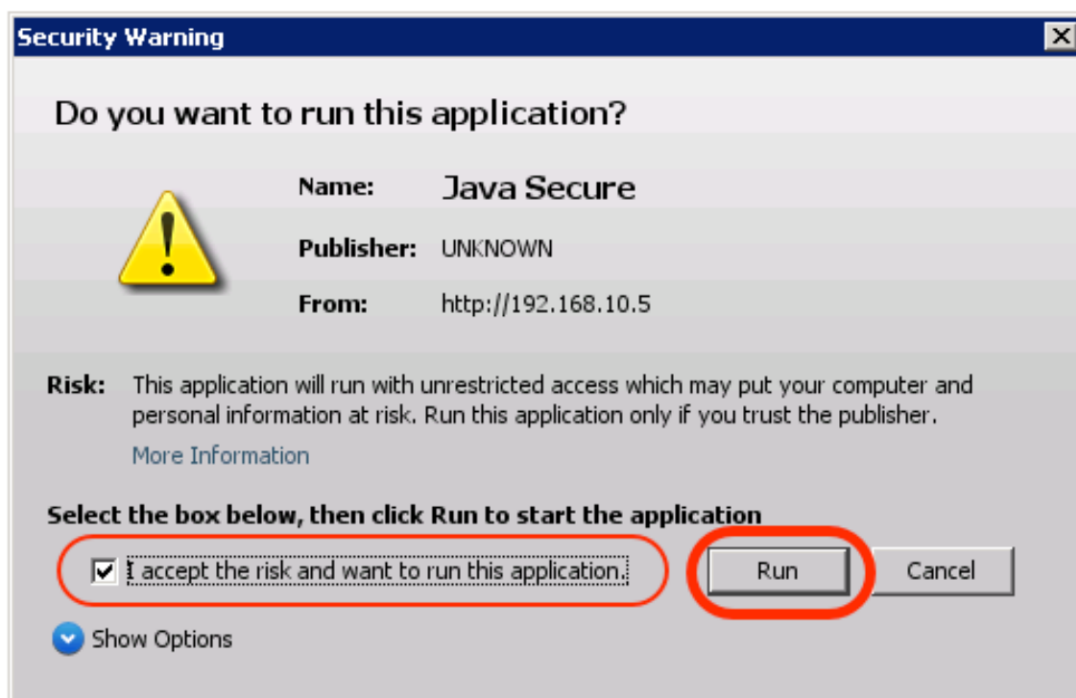 Security Warning
Do you want to run this application?
Name: Java Secure
Publisher: UNKNOWN
From: http://192.168.10.5
Risk: This application will run with unrestricted access which may put your computer and
personal information at risk. Run this application only if you trust the publisher.
More Information
Select the box below, then click Run to start the application
I accept the risk and want to run this application. Run Cancel
Show Options